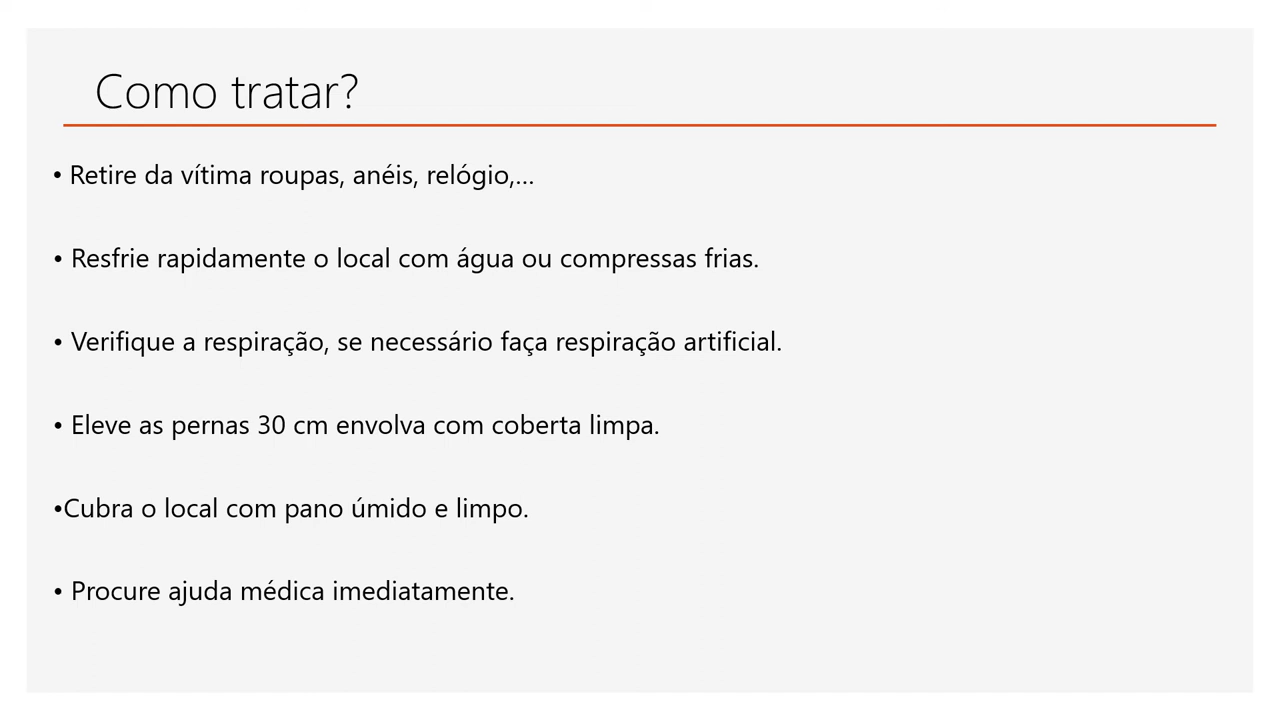 Como tratar?
• Retire da vítima roupas, anéis, relógio,...
• Resfrie rapidamente o local com água ou compressas frias.
• Verifique a respiração, se necessário faça respiração artificial.
• Eleve as pernas 30 cm envolva com coberta limpa.
•Cubra o local com pano úmido e limpo.
• Procure ajuda médica imediatamente.